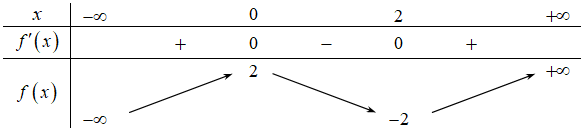 x −∞ 0 2 +∞
f′(x) + 0 − 0 +
2 +∞
f(x)
−∞ −2